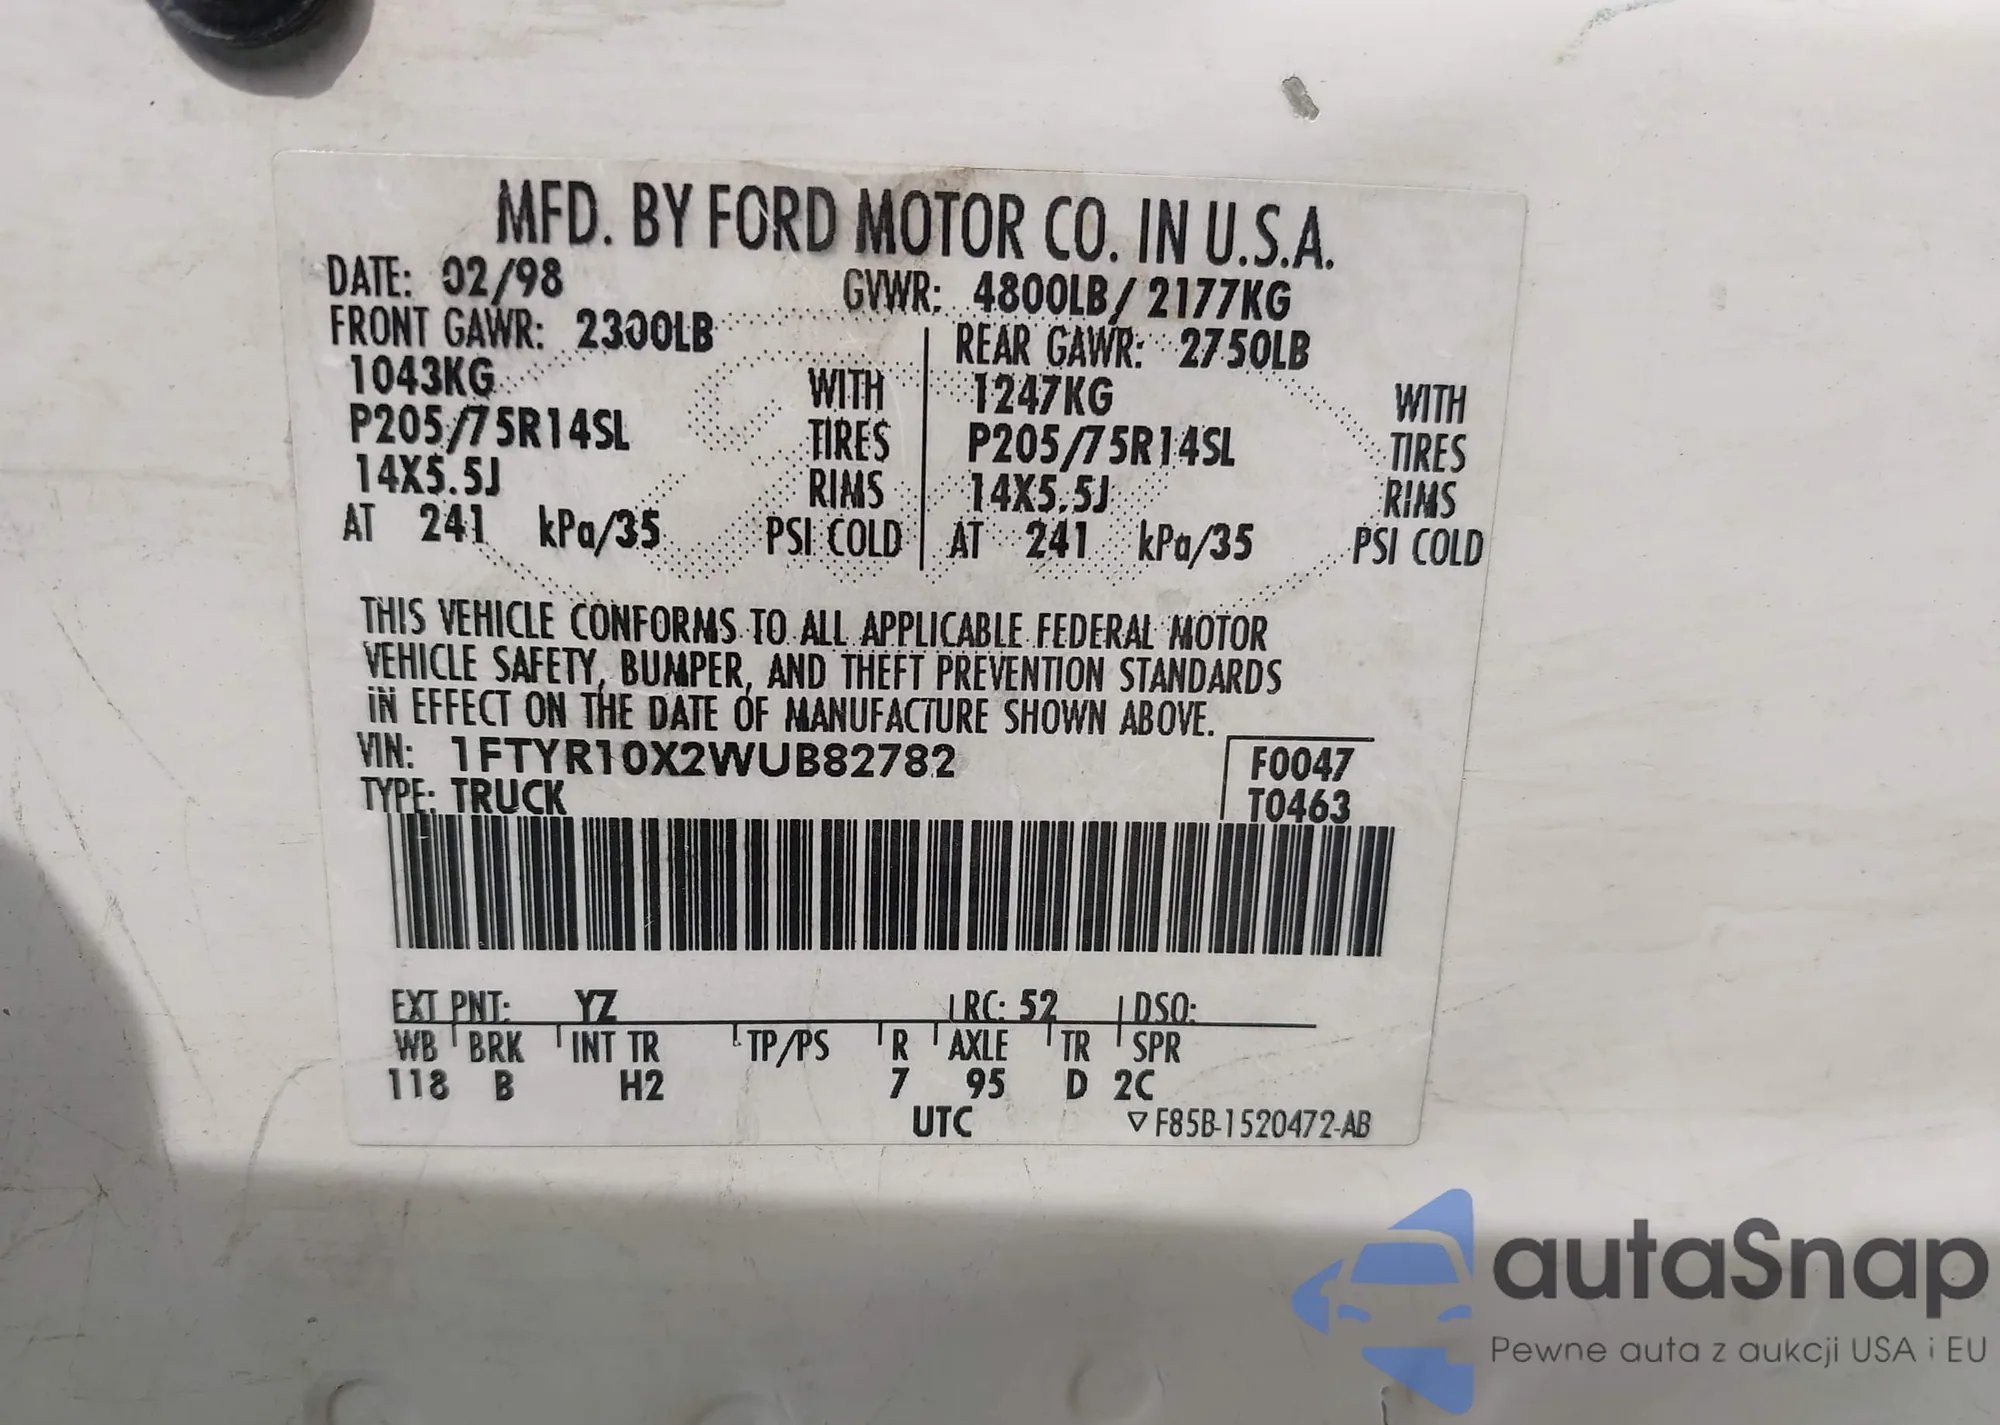 MFD. BY FORD MOTOR CO. IN U.S.A.
DATE: 02/98 GVWR: 4800LB/ 2177KG
FRONT GAWR: 2300LB REAR GAWR: 2750LB
1043KG WITH 1247KG WITH
P205/75R14SL TIRES P205/75R14SL TIRES
14X5.5J RIMS 14X5.5J RIMS
AT 241 kPa/35 PSI COLD AT 241 kPa/35 PSI COLD
THIS VEHICLE CONFORMS TO ALL APPLICABLE FEDERAL MOTOR
VEHICLE SAFETY, BUMPER, AND THEFT PREVENTION STANDARDS
IN EFFECT ON THE DATE OF MANUFACTURE SHOWN ABOVE.
VIN: 1FTYR10X2WUB82782 F0047
TYPE: TRUCK T0463
EXT PNT: YZ RC: 52 DSO:
WB BRK INT TR TP/PS R AXLE TR SPR
118 B H2 7 95 D 2C
UTC ▽F85B-1520472-AB
autaSnap
Pewne auta z aukcji USA i EU